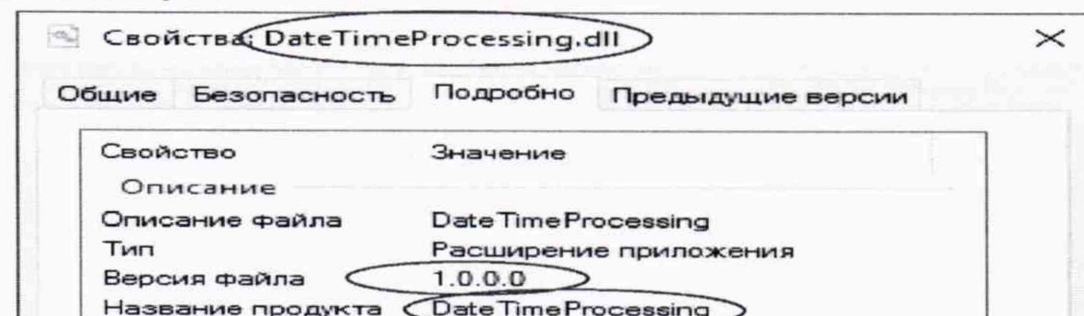 Свойства: DateTimeProcessing.dll
Общие Безопасность Подробно Предыдущие версии
Свойство Значение
Описание
Описание файла DateTimeProcessing
Тип Расширение приложения
Версия файла 1.0.0.0
Название продукта DateTimeProcessing